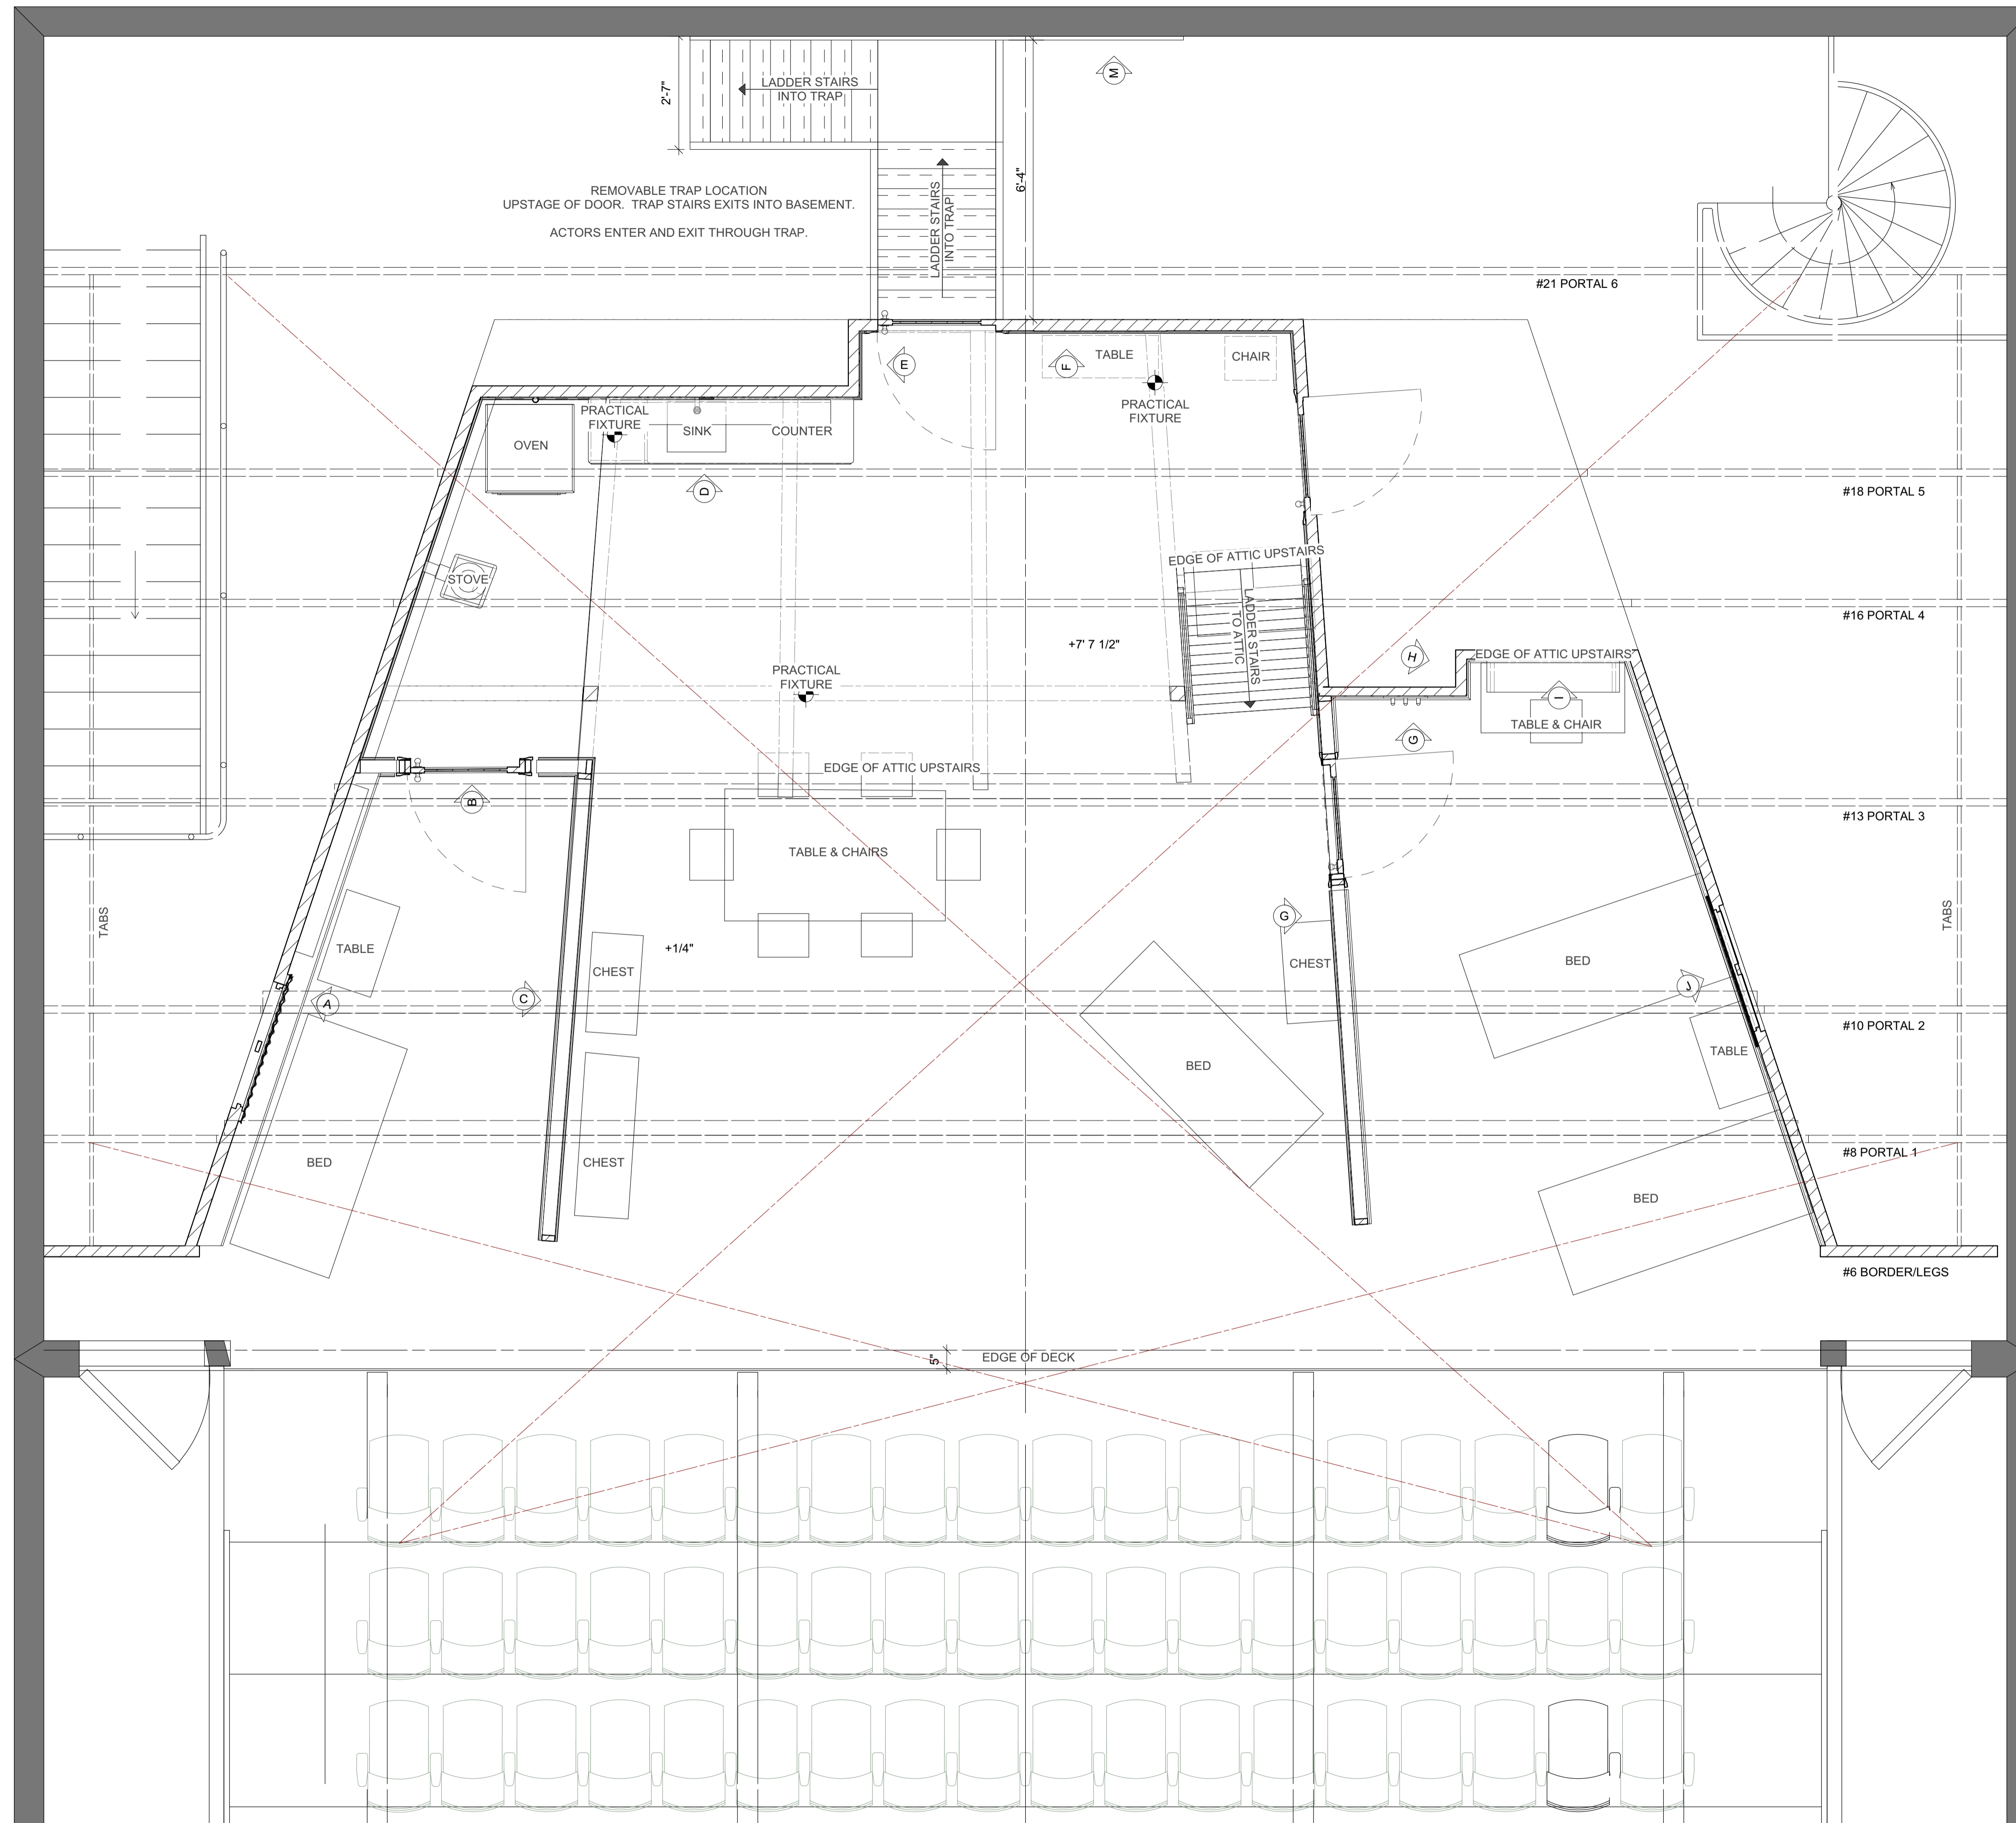 M
2'-7"
LADDER STAIRS
INTO TRAP
6'-4"
LADDER STAIRS
INTO TRAP
REMOVABLE TRAP LOCATION
UPSTAGE OF DOOR. TRAP STAIRS EXITS INTO BASEMENT.
ACTORS ENTER AND EXIT THROUGH TRAP.
#21 PORTAL 6
E
F
TABLE
CHAIR
PRACTICAL
FIXTURE
PRACTICAL
FIXTURE
SINK
COUNTER
OVEN
D
#18 PORTAL 5
EDGE OF ATTIC UPSTAIRS
STOVE
LADDER STAIRS
TO ATTIC
#16 PORTAL 4
+7' 7 1/2"
H
EDGE OF ATTIC UPSTAIRS
PRACTICAL
FIXTURE
I
TABLE & CHAIR
G
EDGE OF ATTIC UPSTAIRS
B
#13 PORTAL 3
TABLE & CHAIRS
TABS
TABS
G
TABLE
+1/4"
CHEST
CHEST
BED
J
A
C
#10 PORTAL 2
TABLE
BED
#8 PORTAL 1
BED
CHEST
BED
#6 BORDER/LEGS
5"
EDGE OF DECK